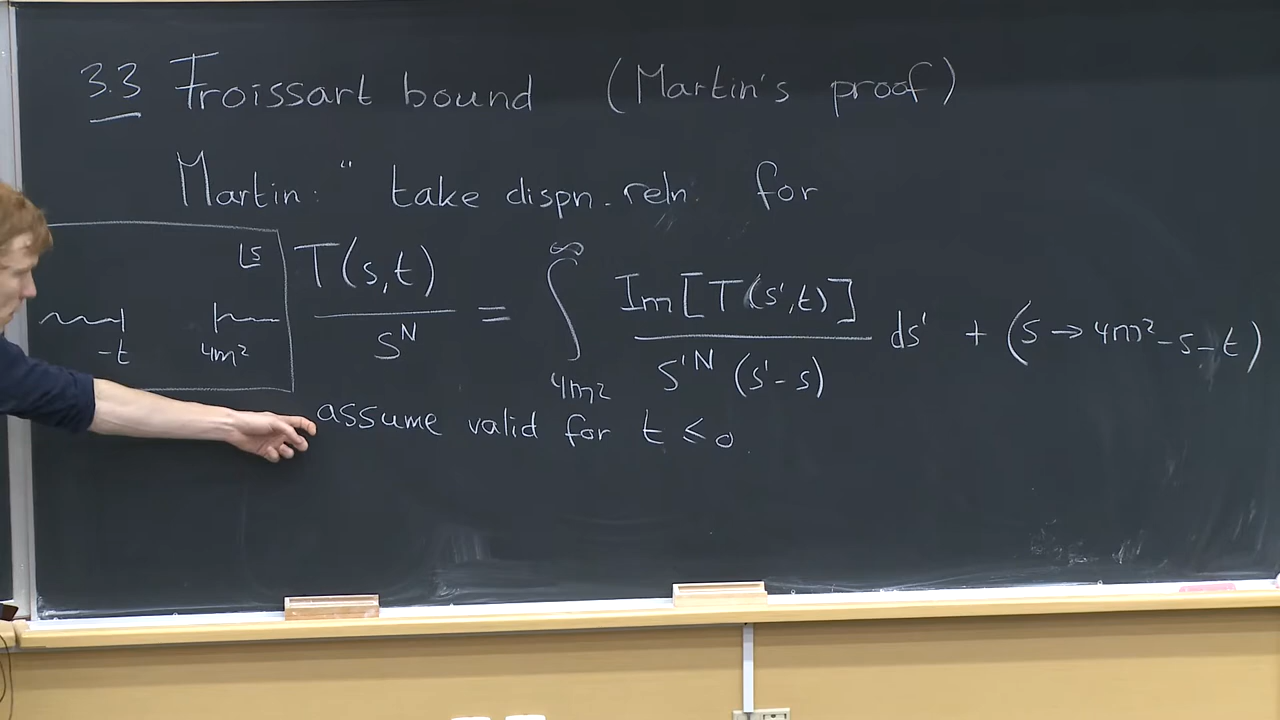 3.3 Froissart bound (Martin's proof)
Martin: " take dispn. reln. for
s
-t 4m²
T(s,t) / s^N = ∫_{4m²}^∞ Im[T(s',t)] / s'^N (s'-s) ds' + (s → 4m²-s-t)
assume valid for t ≤ 0